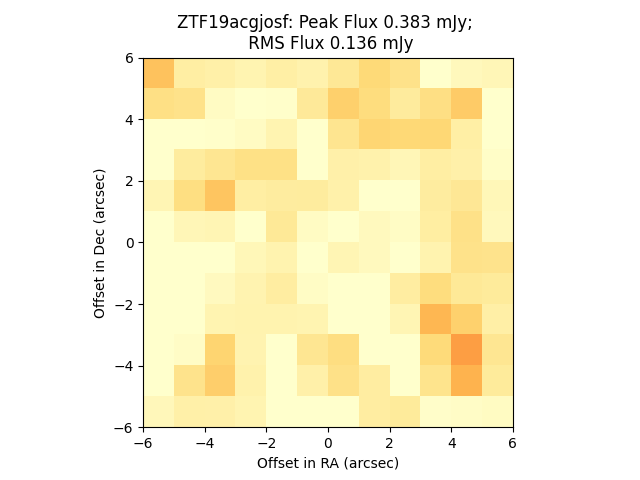 ZTF19acgjosf: Peak Flux 0.383 mJy;
RMS Flux 0.136 mJy
6
4
2
0
−2
−4
−6
Offset in Dec (arcsec)
−6 −4 −2 0 2 4 6
Offset in RA (arcsec)